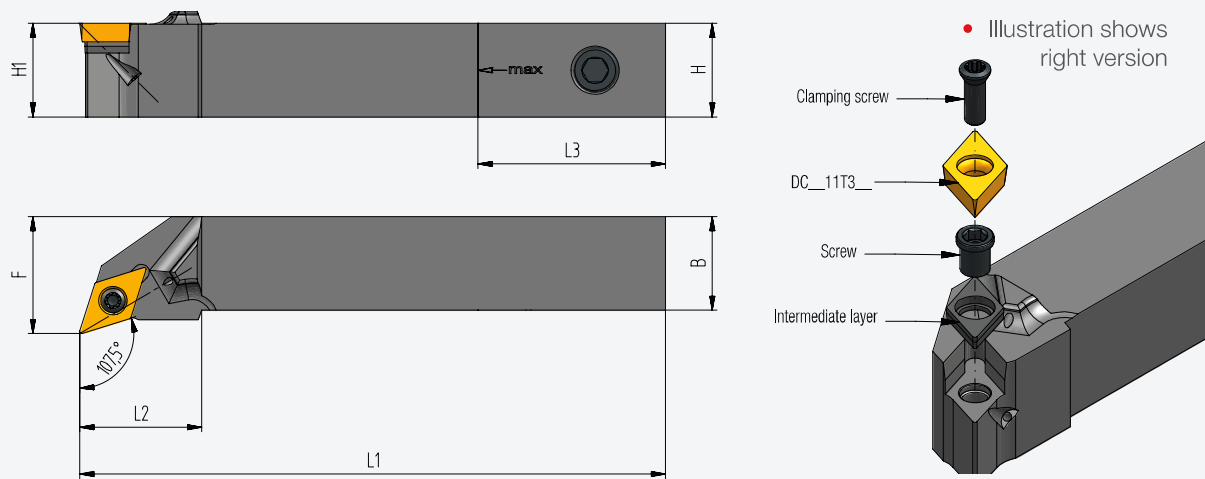 • Illustration shows
right version
H1
max
H
L3
Clamping screw
DC__11T3__
Screw
Intermediate layer
F
B
107,5°
L2
L1